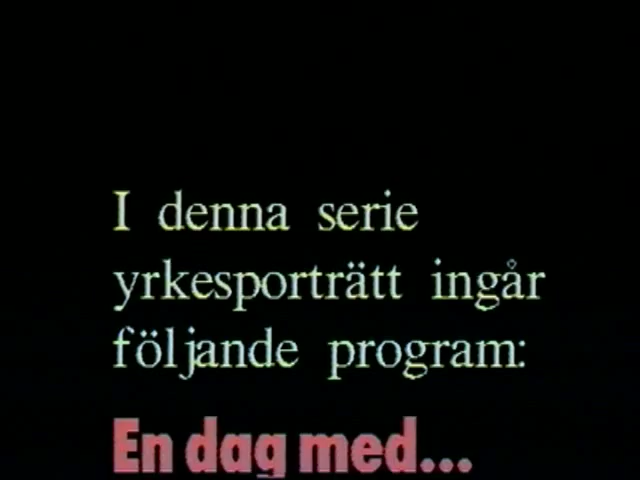 I denna serie
yrkesporträtt ingår
följande program:
En dag med...